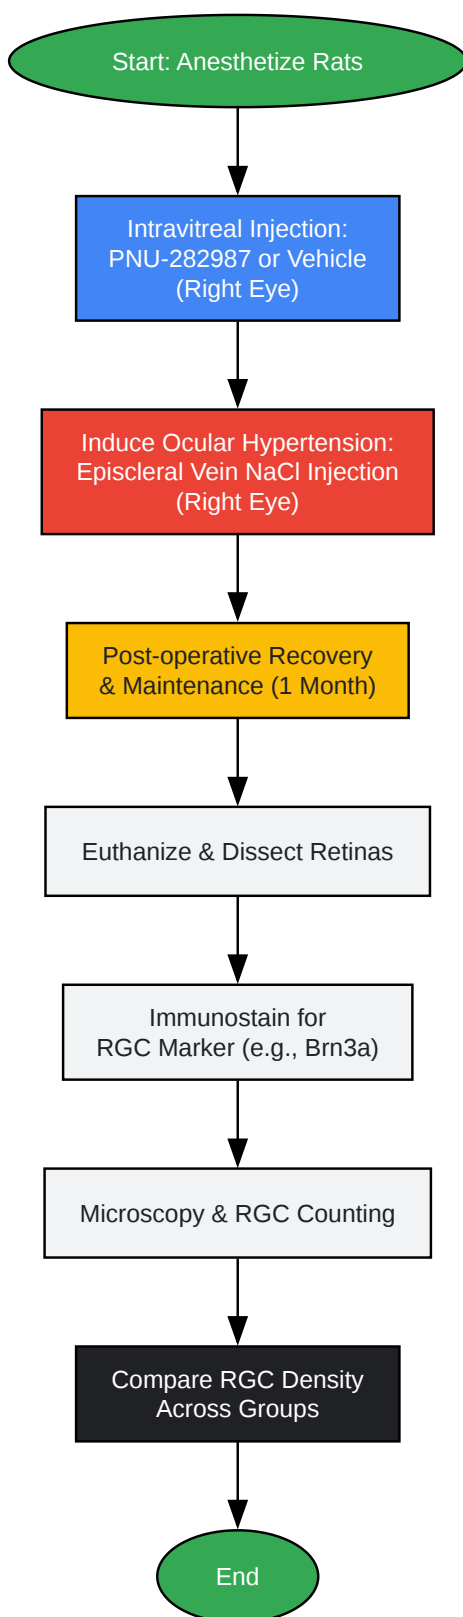 Start: Anesthetize Rats
Intravitreal Injection:
PNU-282987 or Vehicle
(Right Eye)
Induce Ocular Hypertension:
Episcleral Vein NaCl Injection
(Right Eye)
Post-operative Recovery
& Maintenance (1 Month)
Euthanize & Dissect Retinas
Immunostain for
RGC Marker (e.g., Brn3a)
Microscopy & RGC Counting
Compare RGC Density
Across Groups
End